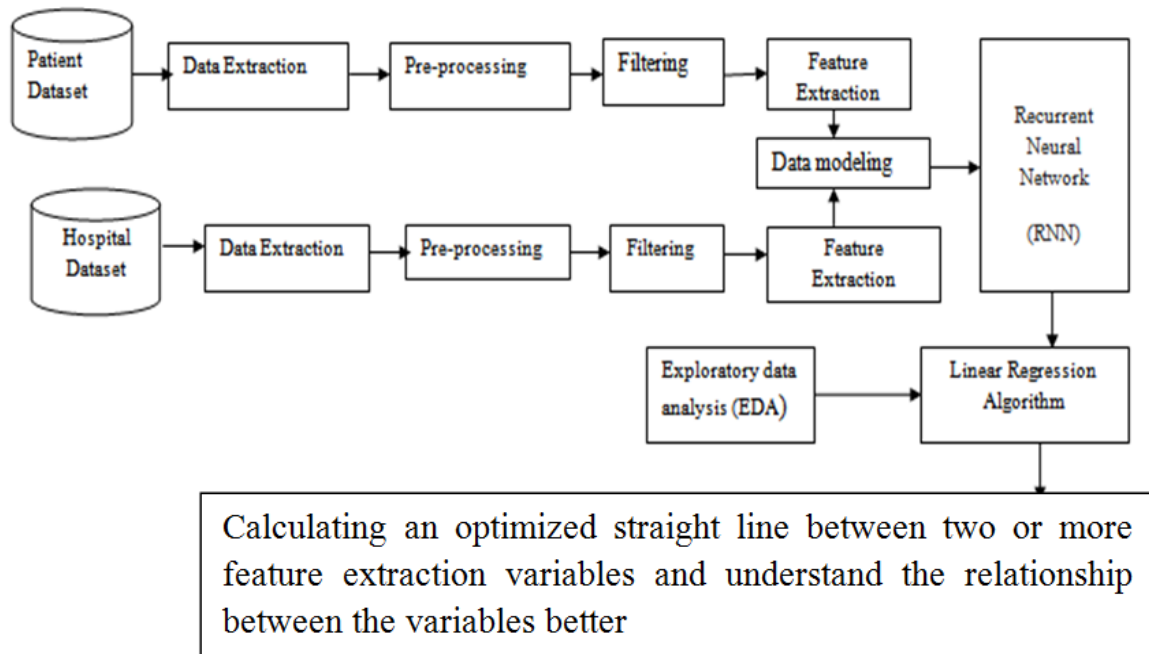 Patient
Dataset
Data Extraction
Pre-processing
Filtering
Feature
Extraction
Data modeling
Recurrent
Neural
Network
(RNN)
Hospital
Dataset
Data Extraction
Pre-processing
Filtering
Feature
Extraction
Exploratory data
analysis (EDA)
Linear Regression
Algorithm
Calculating an optimized straight line between two or more
feature extraction variables and understand the relationship
between the variables better